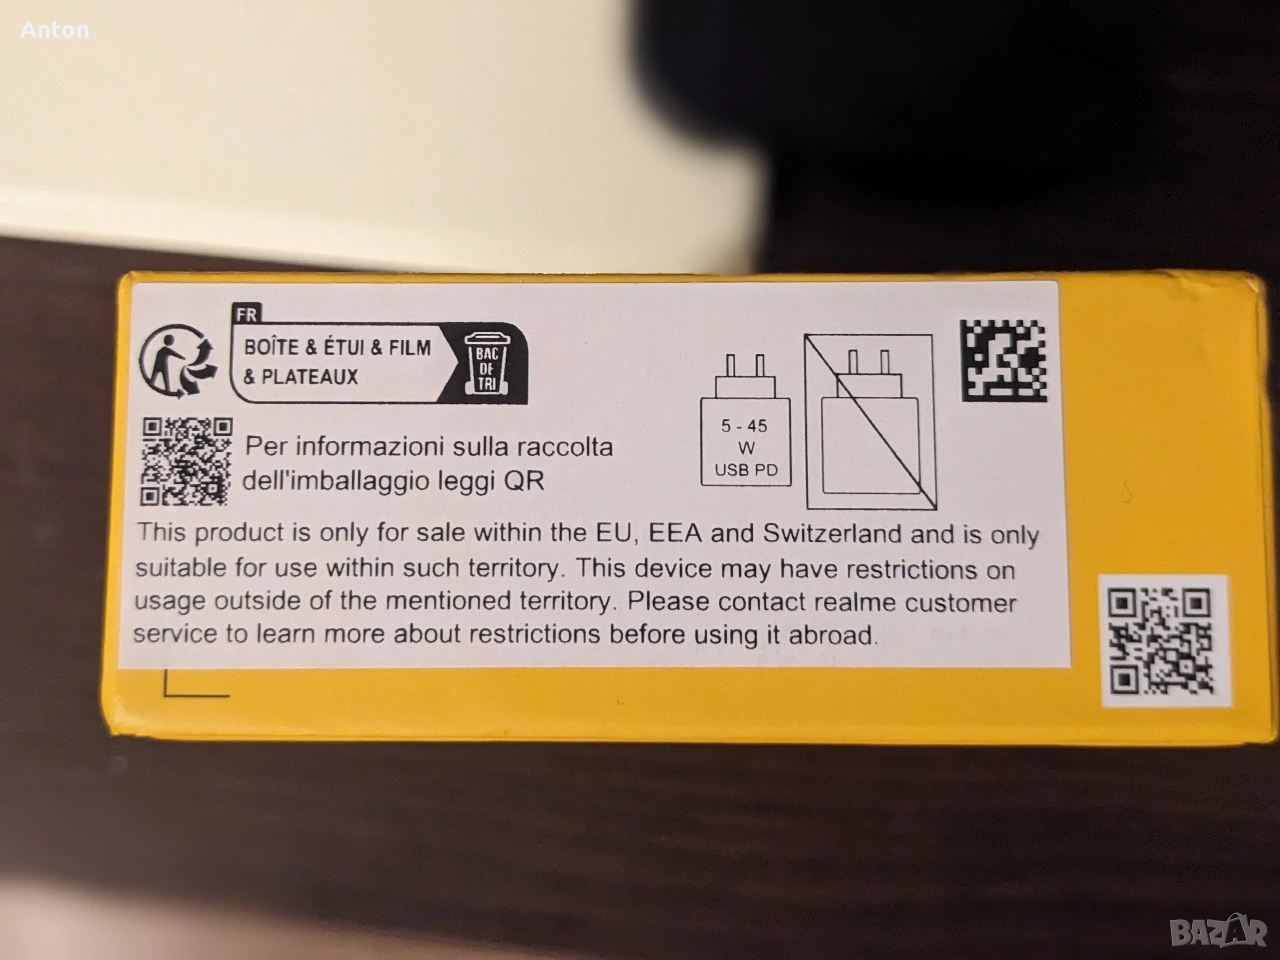 Anton
FR
BOÎTE & ÉTUI & FILM
& PLATEAUX
BAC
DE
TRI
Per informazioni sulla raccolta
dell'imballaggio leggi QR
5 - 45
W
USB PD
This product is only for sale within the EU, EEA and Switzerland and is only
suitable for use within such territory. This device may have restrictions on
usage outside of the mentioned territory. Please contact realme customer
service to learn more about restrictions before using it abroad.
BAZAR